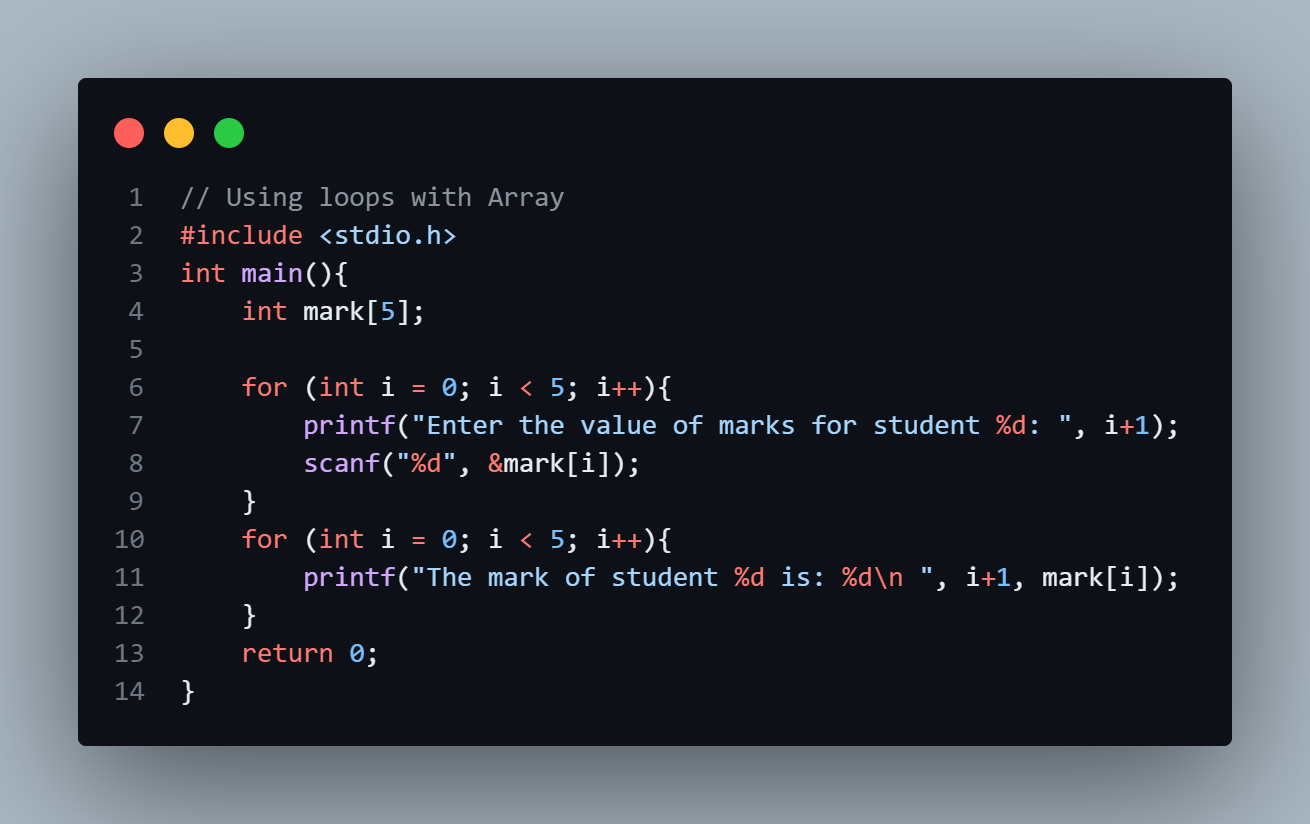 1 // Using loops with Array
2 #include <stdio.h>
3 int main(){
4     int mark[5];
5
6     for (int i = 0; i < 5; i++){
7         printf("Enter the value of marks for student %d: ", i+1);
8         scanf("%d", &mark[i]);
9     }
10     for (int i = 0; i < 5; i++){
11         printf("The mark of student %d is: %d\n ", i+1, mark[i]);
12     }
13     return 0;
14 }